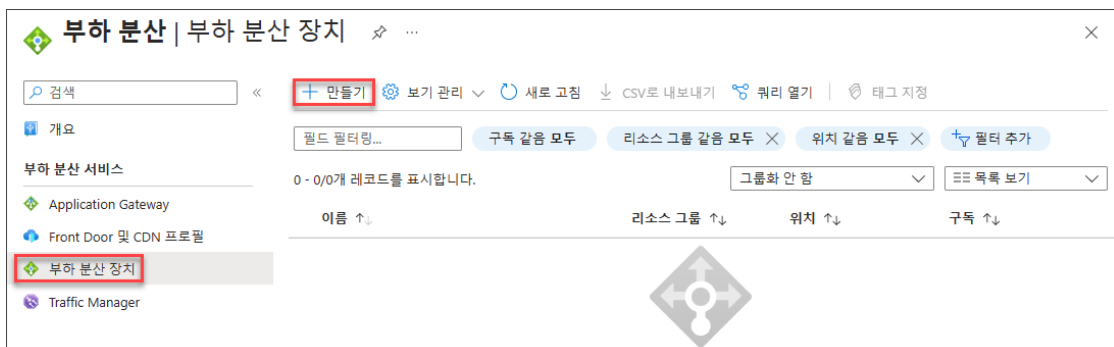 부하 분산 | 부하 분산 장치
검색
개요
부하 분산 서비스
Application Gateway
Front Door 및 CDN 프로필
부하 분산 장치
Traffic Manager
만들기 보기 관리 새로 고침 CSV로 내보내기 쿼리 열기 태그 지정
필드 필터링... 구독 같음 모두 리소스 그룹 같음 모두 위치 같음 모두 필터 추가
0 - 0/0개 레코드를 표시합니다. 그룹화 안 함 목록 보기
이름 리소스 그룹 위치 구독